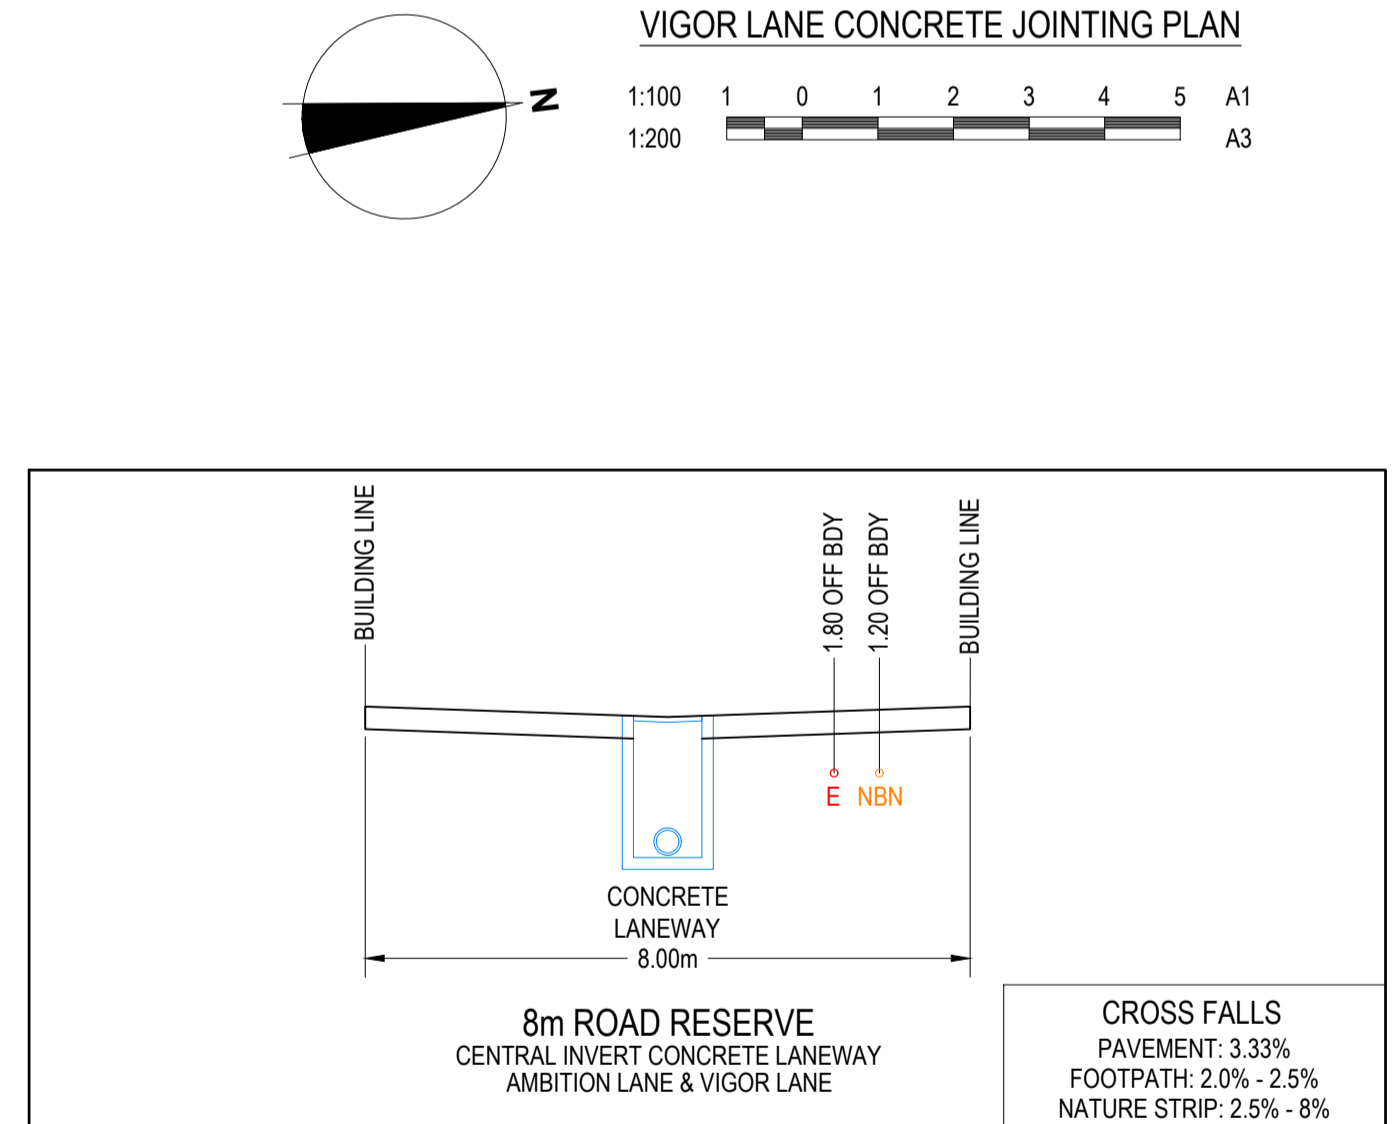 VIGOR LANE CONCRETE JOINTING PLAN
N
1:100 1 0 1 2 3 4 5 A1
1:200 A3
BUILDING LINE
1.80 OFF BDY
1.20 OFF BDY
BUILDING LINE
E NBN
CONCRETE
LANEWAY
8.00m
8m ROAD RESERVE
CENTRAL INVERT CONCRETE LANEWAY
AMBITION LANE & VIGOR LANE
CROSS FALLS
PAVEMENT: 3.33%
FOOTPATH: 2.0% - 2.5%
NATURE STRIP: 2.5% - 8%